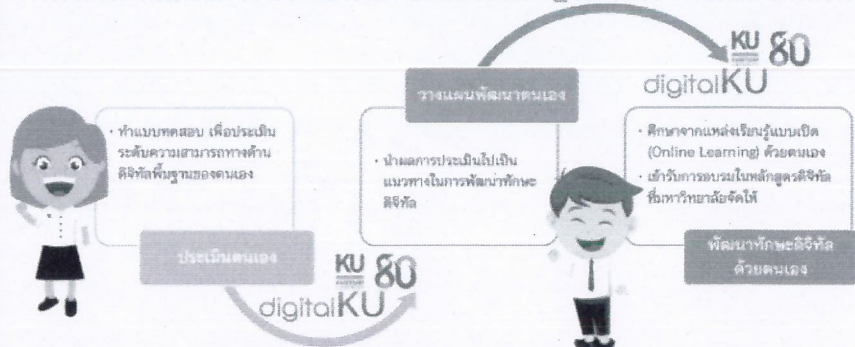 • ทำแบบทดสอบ เพื่อประเมิน
ระดับความสามารถทางด้าน
ดิจิทัลพื้นฐานของตนเอง
ประเมินตนเอง
KU 80
digitalKU
วางแผนพัฒนาตนเอง
• นำผลการประเมินไปเป็น
แนวทางในการพัฒนาทักษะ
ดิจิทัล
KU 80
digitalKU
• ศึกษาจากแหล่งเรียนรู้แบบเปิด
(Online Learning) ด้วยตนเอง
• เข้ารับการอบรมในหลักสูตรดิจิทัล
ที่มหาวิทยาลัยจัดให้
พัฒนาทักษะดิจิทัล
ด้วยตนเอง